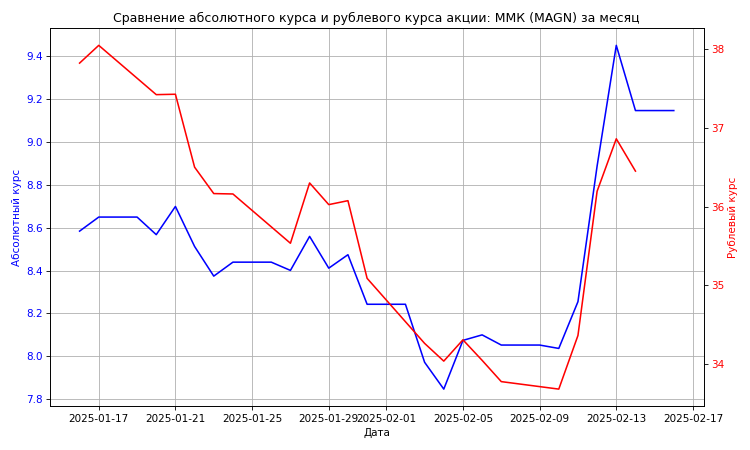 Сравнение абсолютного курса и рублевого курса акции: ММК (MAGN) за месяц
9.4
9.2
9.0
8.8
8.6
8.4
8.2
8.0
7.8
Абсолютный курс
38
37
36
35
34
Рублевый курс
2025-01-17 2025-01-21 2025-01-25 2025-01-29 2025-02-01 2025-02-05 2025-02-09 2025-02-13 2025-02-17
Дата